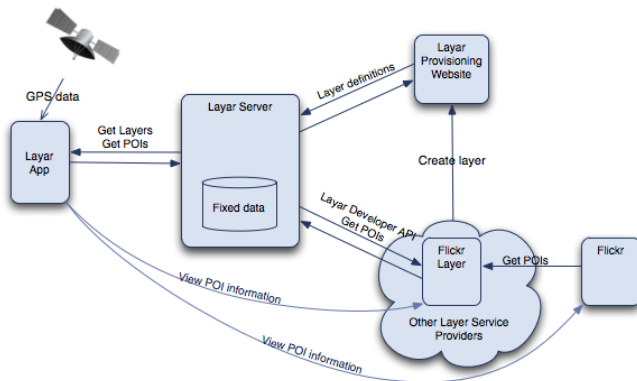 GPS data
Layar
App
Get Layers
Get POIs
Layar Server
Fixed data
Layer definitions
Layar
Provisioning
Website
Create layer
Layar Developer API
Get POIs
Flickr
Layer
Get POIs
Flickr
Other Layer Service
Providers
View POI information
View POI information